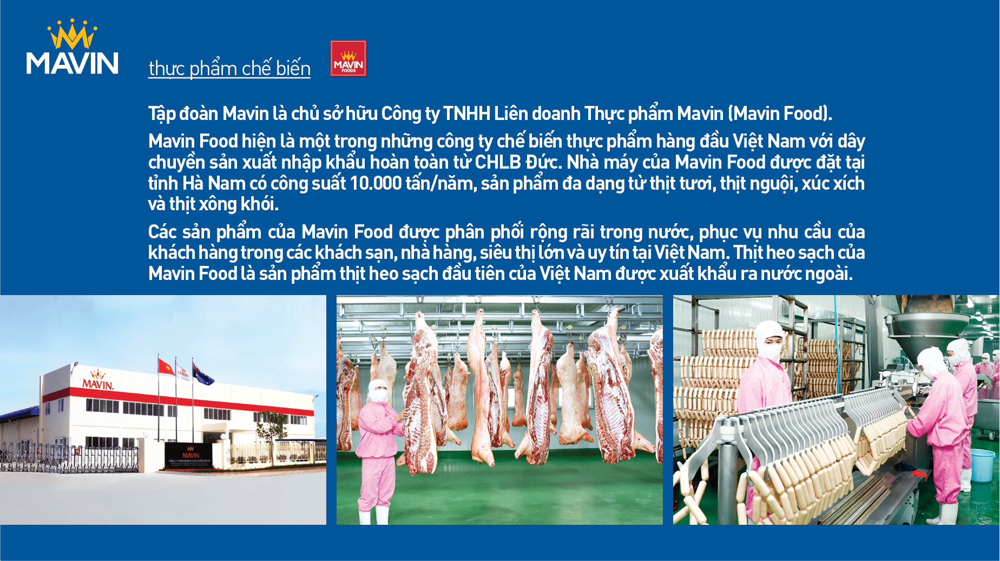 MAVIN
thực phẩm chế biến
MAVIN
FOODS
Tập đoàn Mavin là chủ sở hữu Công ty TNHH Liên doanh Thực phẩm Mavin (Mavin Food).
Mavin Food hiện là một trong những công ty chế biến thực phẩm hàng đầu Việt Nam với dây
chuyền sản xuất nhập khẩu hoàn toàn từ CHLB Đức. Nhà máy của Mavin Food được đặt tại
tỉnh Hà Nam có công suất 10.000 tấn/năm, sản phẩm đa dạng từ thịt tươi, thịt nguội, xúc xích
và thịt xông khói.
Các sản phẩm của Mavin Food được phân phối rộng rãi trong nước, phục vụ nhu cầu của
khách hàng trong các khách sạn, nhà hàng, siêu thị lớn và uy tín tại Việt Nam. Thịt heo sạch của
Mavin Food là sản phẩm thịt heo sạch đầu tiên của Việt Nam được xuất khẩu ra nước ngoài.
MAVIN.
MAVIN
MAVIN.